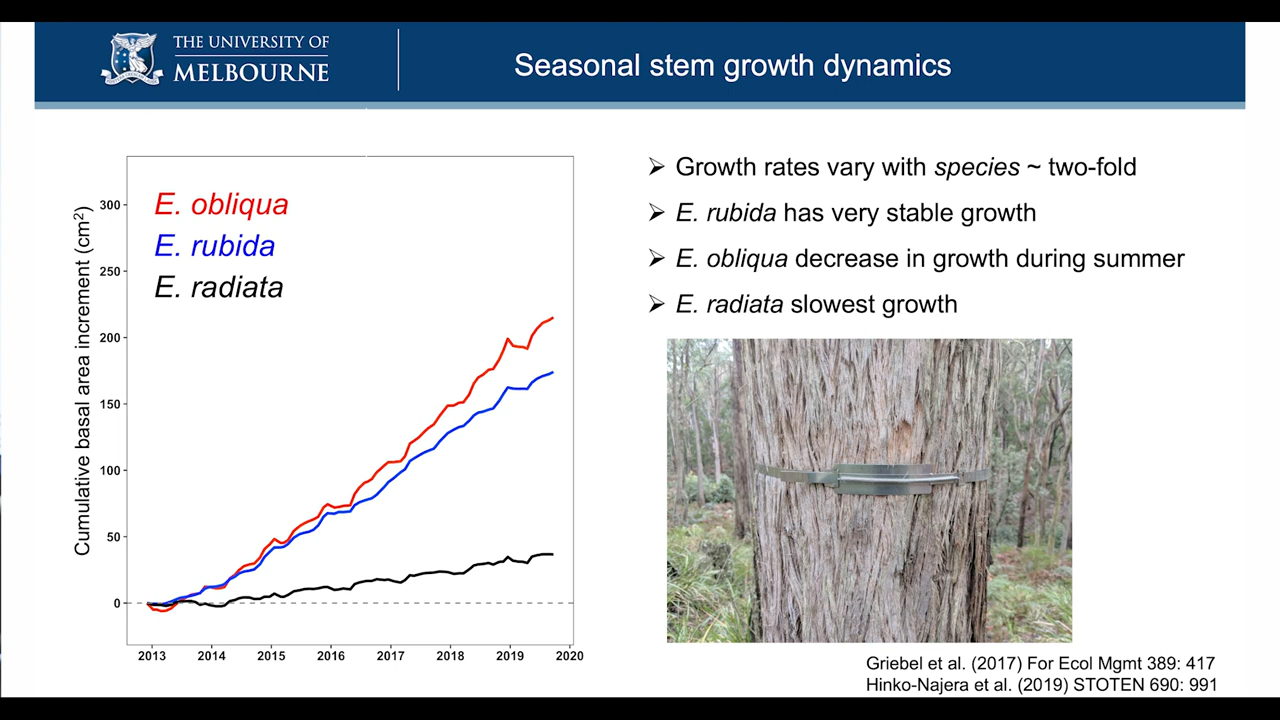 THE UNIVERSITY OF
MELBOURNE
Seasonal stem growth dynamics
E. obliqua
E. rubida
E. radiata
Cumulative basal area increment (cm²)
300
250
200
150
100
50
0
2013 2014 2015 2016 2017 2018 2019 2020
➢ Growth rates vary with species ~ two-fold
➢ E. rubida has very stable growth
➢ E. obliqua decrease in growth during summer
➢ E. radiata slowest growth
Griebel et al. (2017) For Ecol Mgmt 389: 417
Hinko-Najera et al. (2019) STOTEN 690: 991